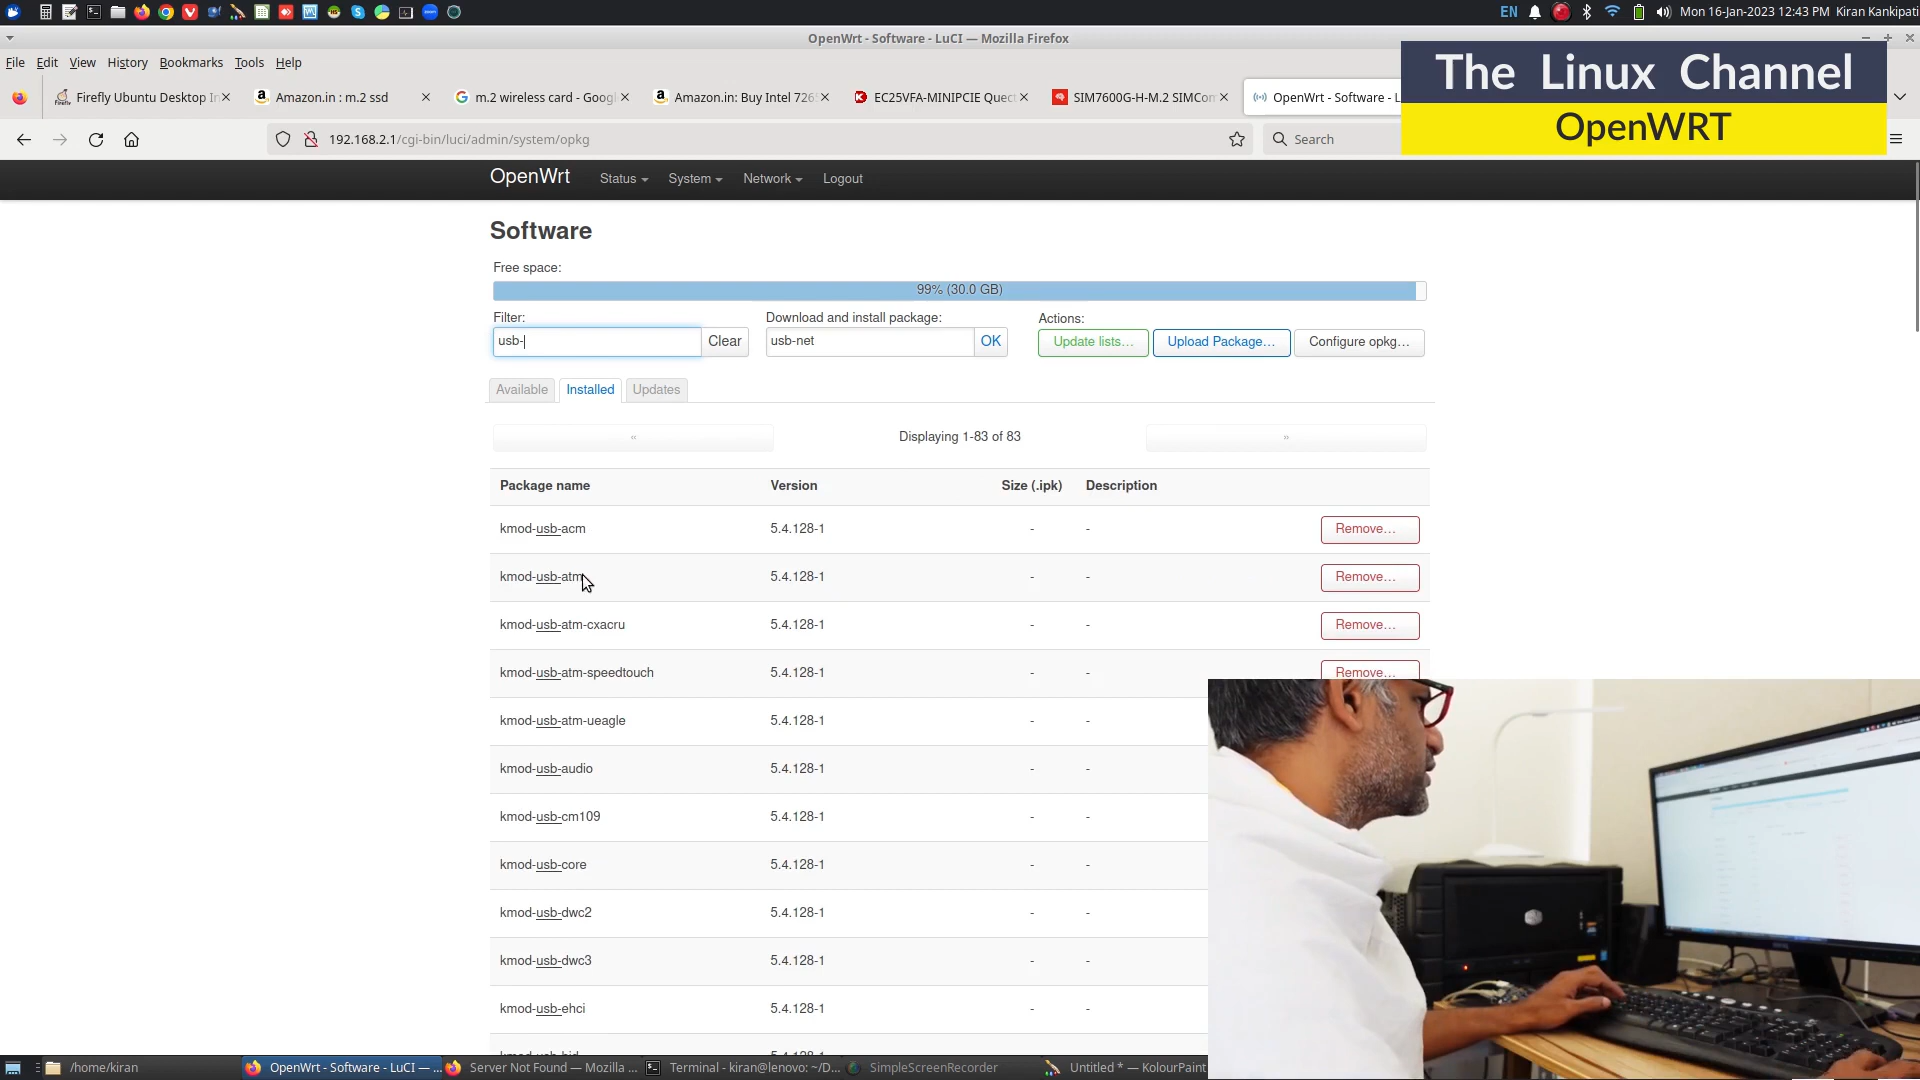 EN
Mon 16-Jan-2023 12:43 PM Kiran Kankipati
OpenWrt - Software - LuCI — Mozilla Firefox
File Edit View History Bookmarks Tools Help
The Linux Channel
OpenWRT
Firefly Ubuntu Desktop In
Amazon.in : m.2 ssd
m.2 wireless card - Goog
Amazon.in: Buy Intel 726
EC25VFA-MINIPCIE Quect
SIM7600G-H-M.2 SIMCom
OpenWrt - Software - L
192.168.2.1/cgi-bin/luci/admin/system/opkg
Search
OpenWrt Status System Network Logout
Software
Free space:
99% (30.0 GB)
Filter: Download and install package: Actions:
usb- Clear usb-net OK Update lists… Upload Package… Configure opkg…
Available Installed Updates
« Displaying 1-83 of 83 »
Package name Version Size (.ipk) Description
kmod-usb-acm 5.4.128-1 - - Remove…
kmod-usb-atm 5.4.128-1 - - Remove…
kmod-usb-atm-cxacru 5.4.128-1 - - Remove…
kmod-usb-atm-speedtouch 5.4.128-1 - - Remove…
kmod-usb-atm-ueagle 5.4.128-1 - -
kmod-usb-audio 5.4.128-1 - -
kmod-usb-cm109 5.4.128-1 - -
kmod-usb-core 5.4.128-1 - -
kmod-usb-dwc2 5.4.128-1 - -
kmod-usb-dwc3 5.4.128-1 - -
kmod-usb-ehci 5.4.128-1 - -
kmod-usb-hid 5.4.128-1
/home/kiran
OpenWrt - Software - LuCI — ...
Server Not Found — Mozilla ...
Terminal - kiran@lenovo: ~/D...
SimpleScreenRecorder
Untitled * — KolourPaint